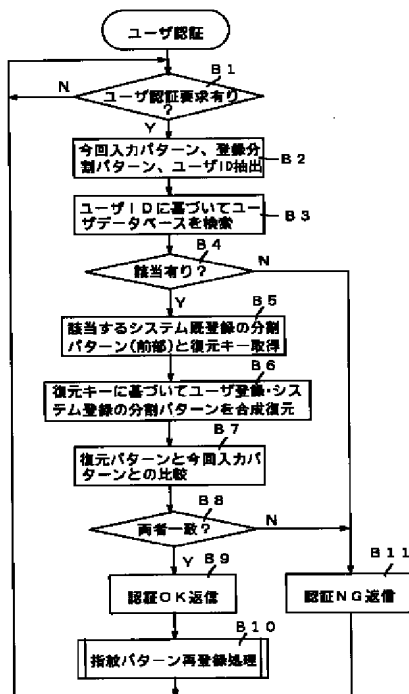 ユーザ認証
B1
N
ユーザ認証要求有り
?
Y
B2
今回入力パターン、登録分
割パターン、ユーザID抽出
B3
ユーザIDに基づいてユー
ザデータベースを検索
B4
該当有り?
N
Y
B5
該当するシステム既登録の分割
パターン(前部)と復元キー取得
B6
復元キーに基づいてユーザ登録・シス
テム登録の分割パターンを合成復元
B7
復元パターンと今回入力パ
ターンとの比較
B8
両者一致?
N
Y
B9
認証OK返信
B11
認証NG返信
B10
指紋パターン再登録処理